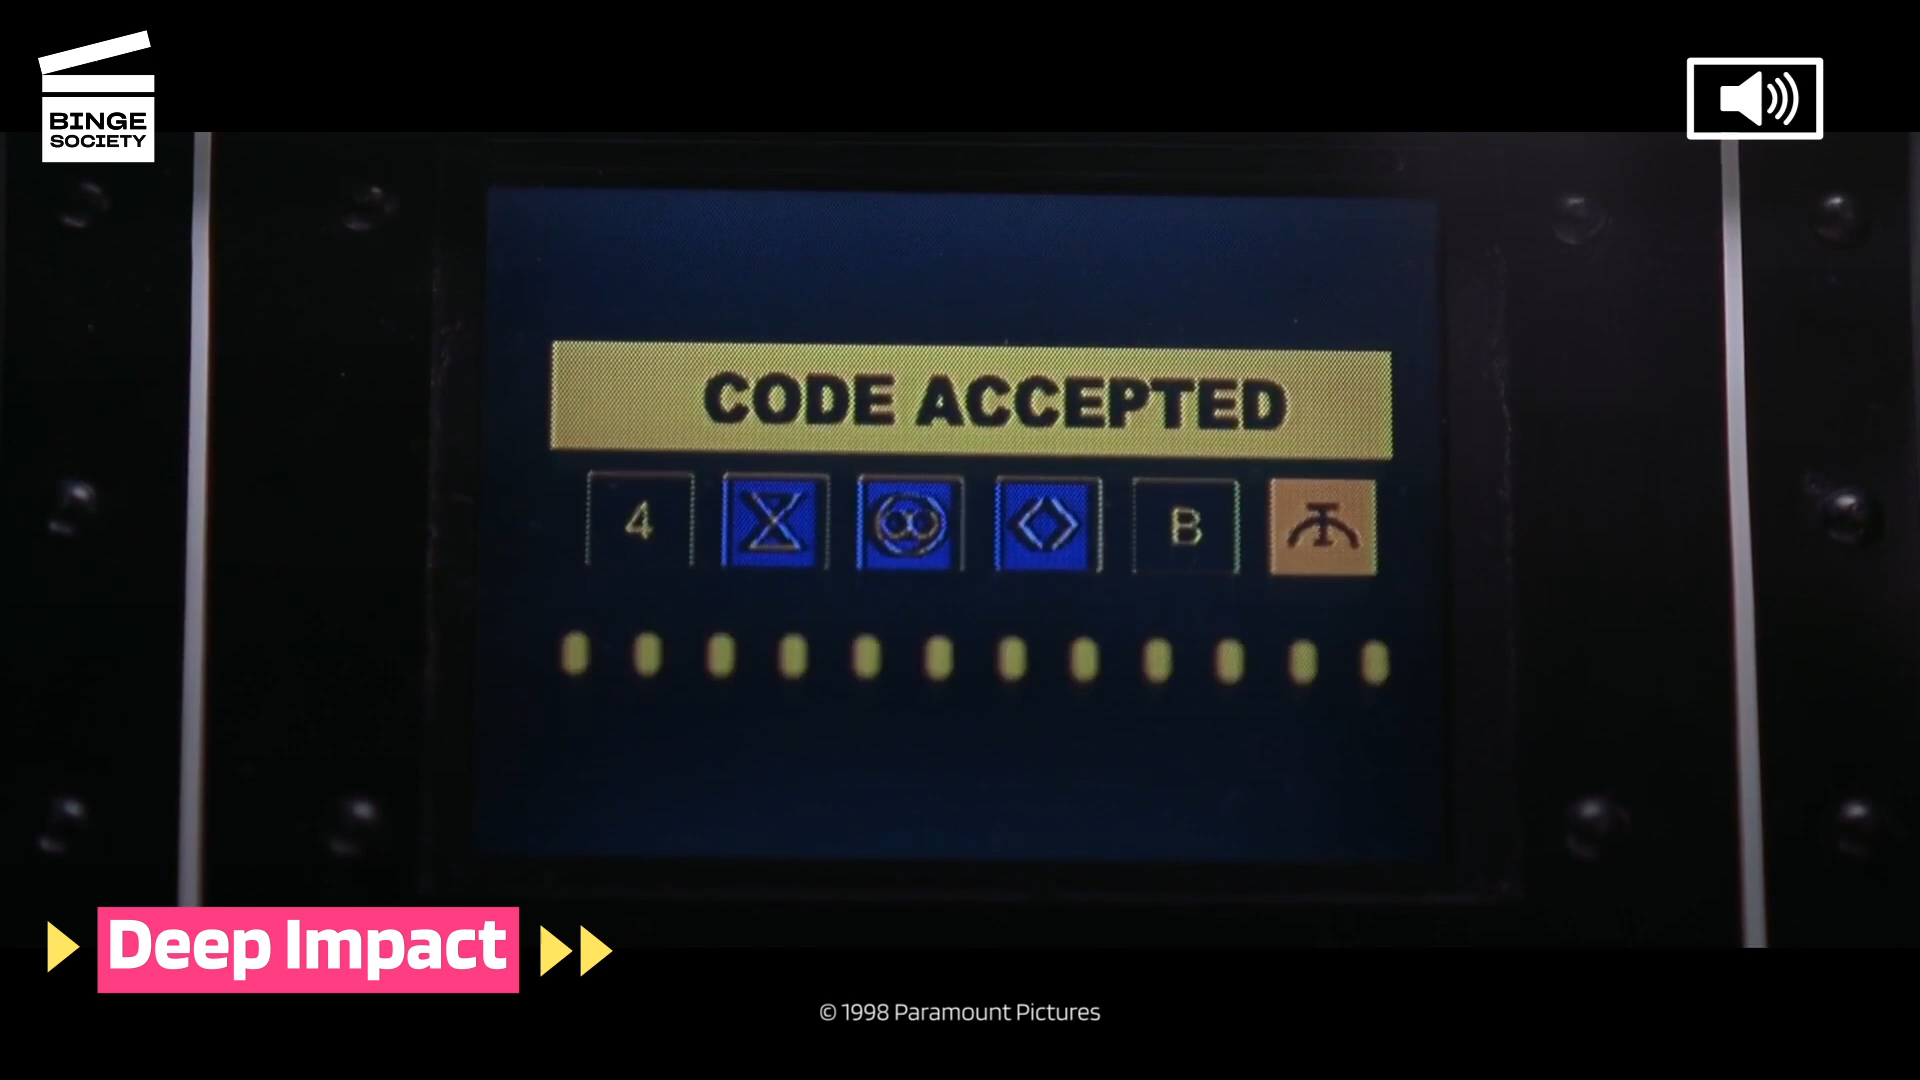 BINGE
SOCIETY
CODE ACCEPTED
4
B
Deep Impact
© 1998 Paramount Pictures